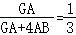 GA/GA+4AB = 1/3